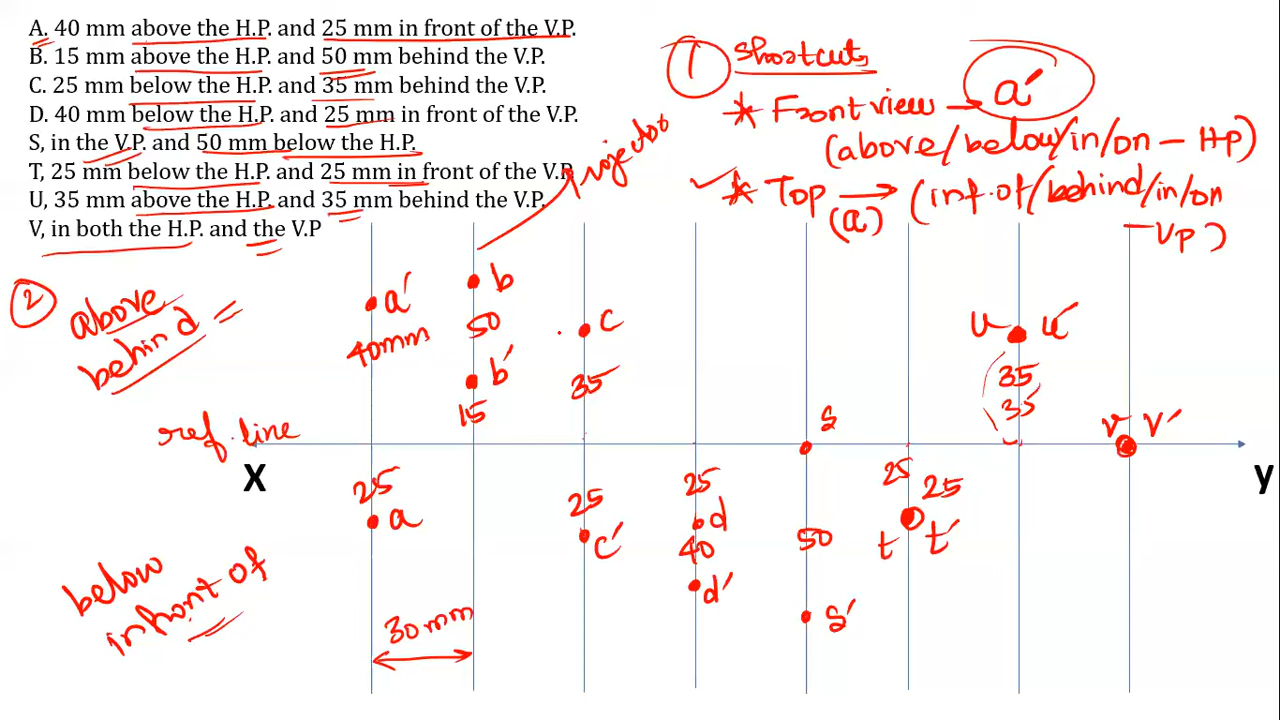 A. 40 mm above the H.P. and 25 mm in front of the V.P.
B. 15 mm above the H.P. and 50 mm behind the V.P.
C. 25 mm below the H.P. and 35 mm behind the V.P.
D. 40 mm below the H.P. and 25 mm in front of the V.P.
S, in the V.P. and 50 mm below the H.P.
T, 25 mm below the H.P. and 25 mm in front of the V.P.
U, 35 mm above the H.P. and 35 mm behind the V.P.
V, in both the H.P. and the V.P
1 Shortcuts
* Front view → a'
(above/below/in/on - HP)
* Top → (inf.of/behind/in/on
(a) -VP)
projector
2 above
behind
a'
40mm
b
50
b'
15
c
35
u u'
35
35
ref.line
s
v v'
X
y
25
a
25
c'
25
d
40
d'
50
s'
25 25
t t'
below
infront of
30mm